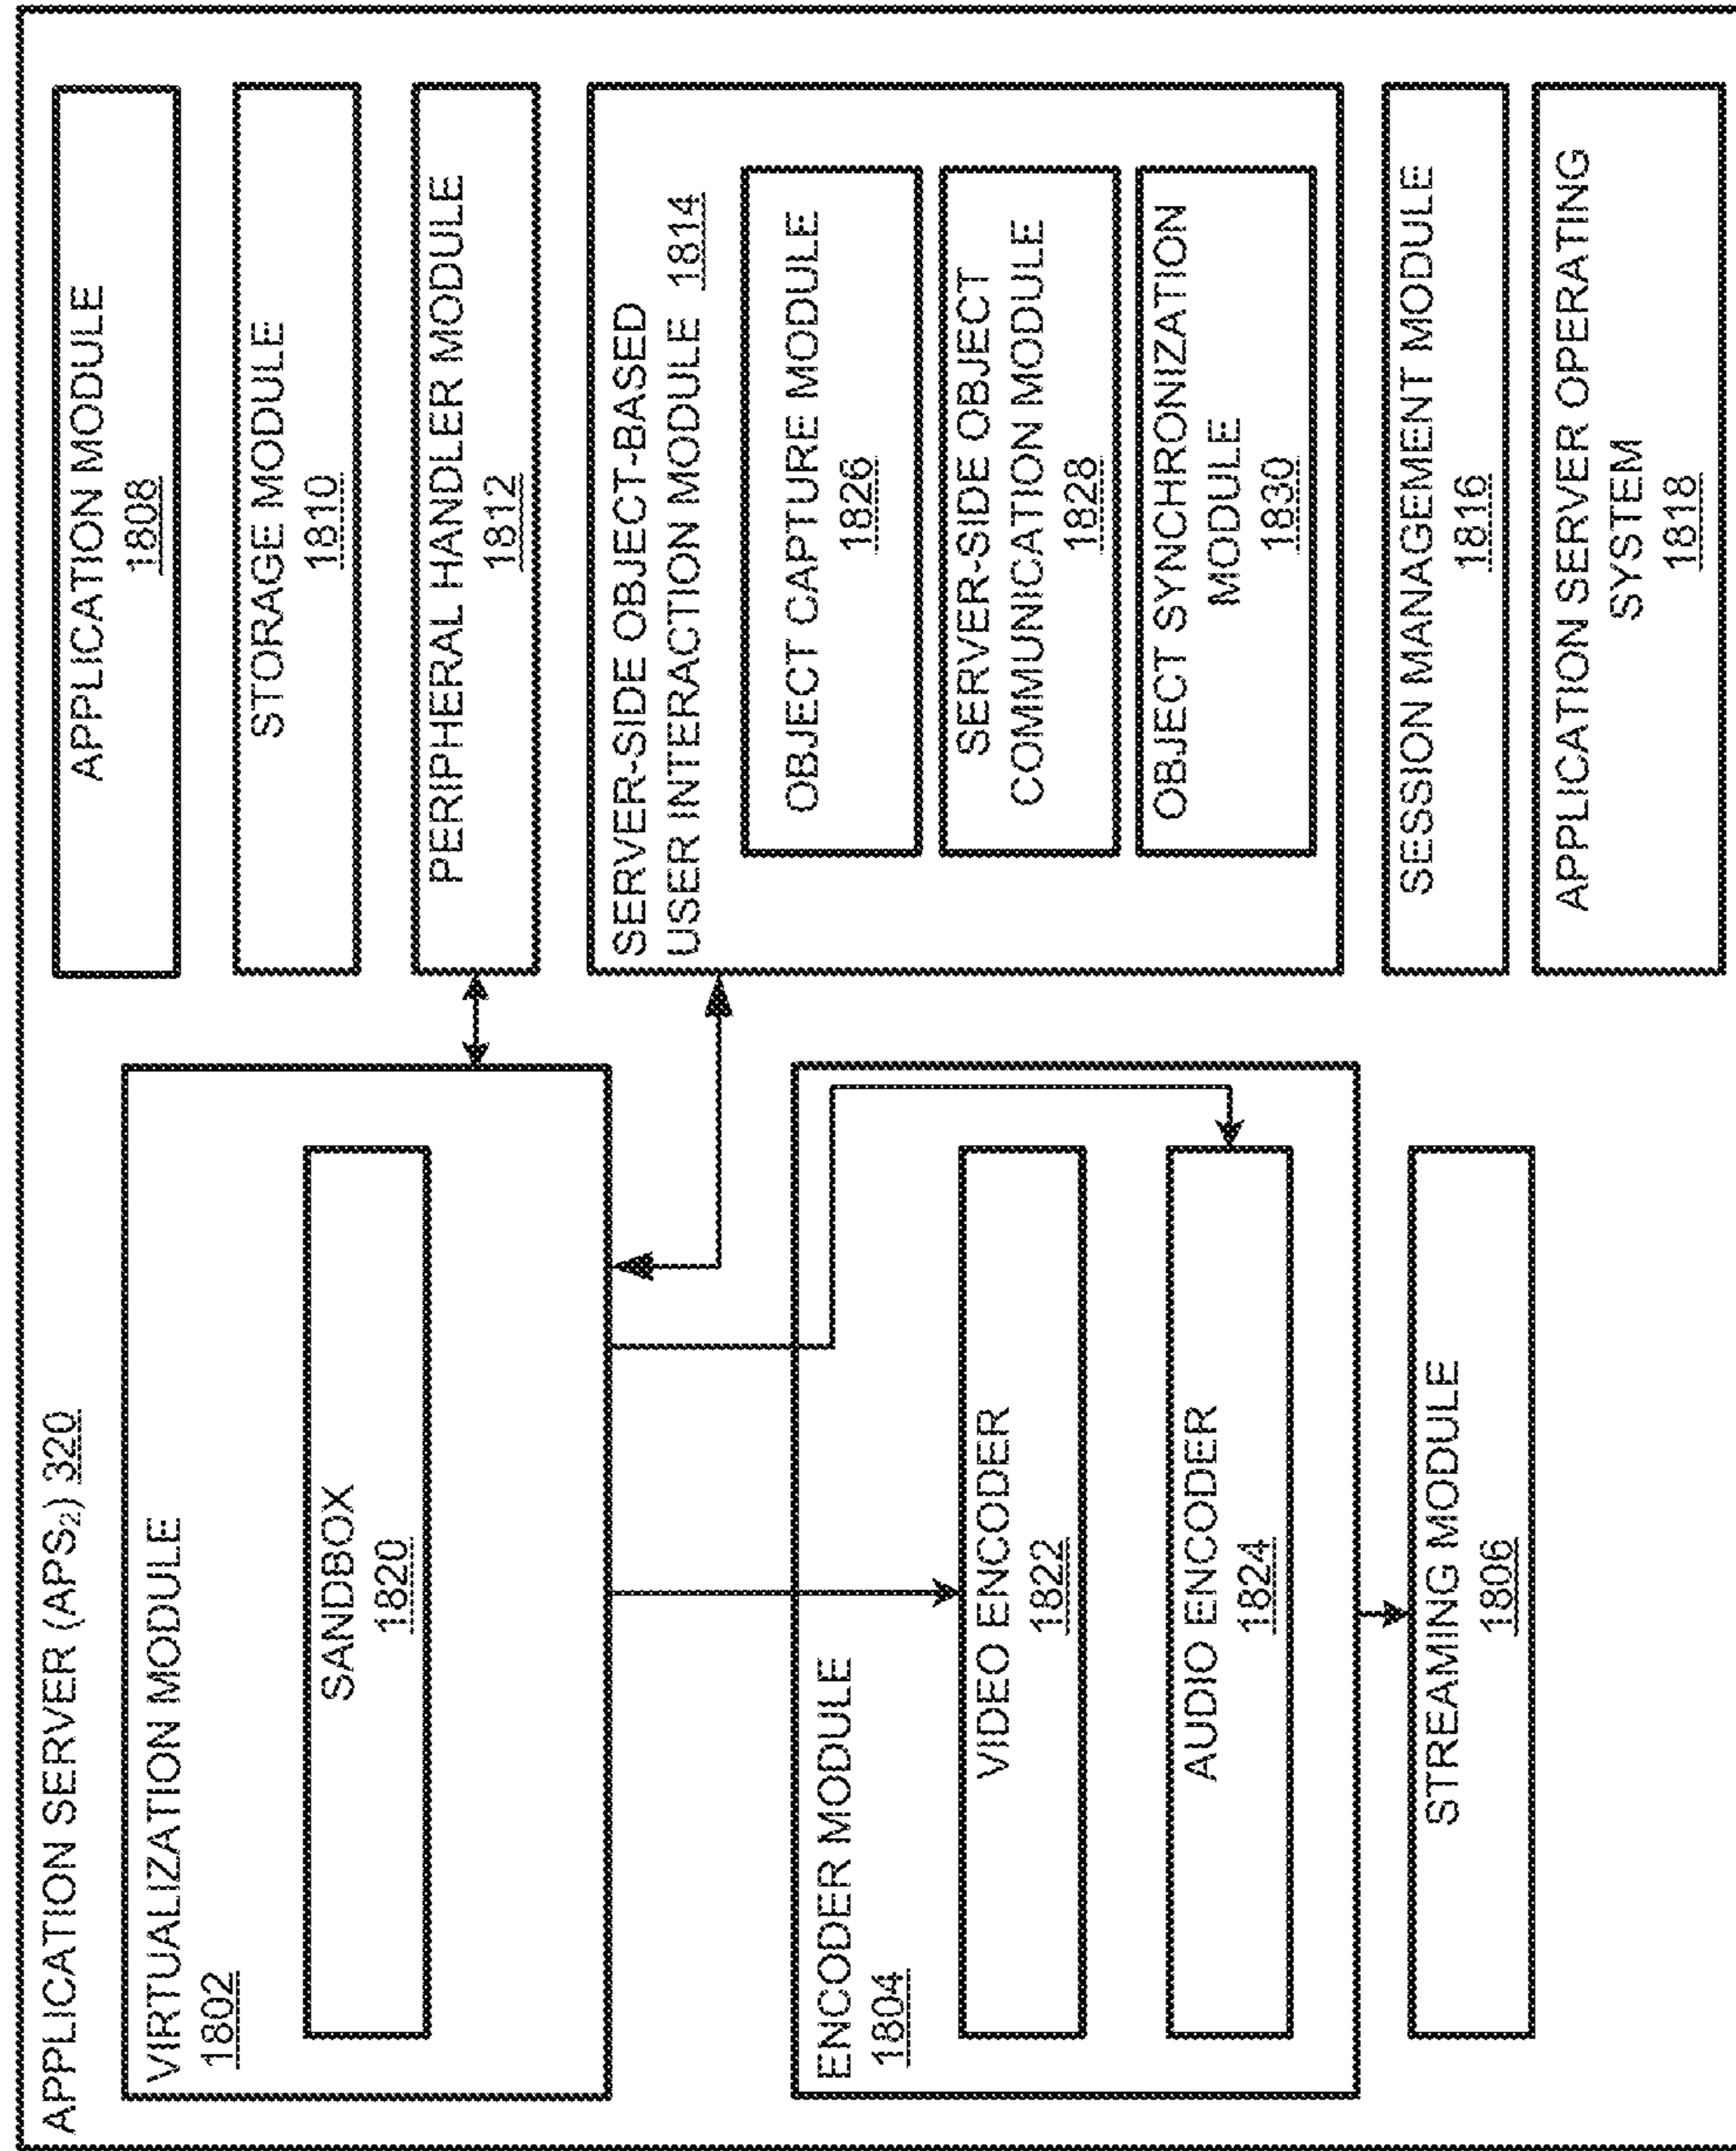 APPLICATION SERVER (APS₂) 320
VIRTUALIZATION MODULE
1802
SANDBOX
1820
ENCODER MODULE
1804
VIDEO ENCODER
1822
AUDIO ENCODER
1824
STREAMING MODULE
1806
APPLICATION MODULE
1808
STORAGE MODULE
1810
PERIPHERAL HANDLER MODULE
1812
SERVER-SIDE OBJECT-BASED
USER INTERACTION MODULE 1814
OBJECT CAPTURE MODULE
1826
SERVER-SIDE OBJECT
COMMUNICATION MODULE
1828
OBJECT SYNCHRONIZATION
MODULE
1830
SESSION MANAGEMENT MODULE
1816
APPLICATION SERVER OPERATING
SYSTEM
1818